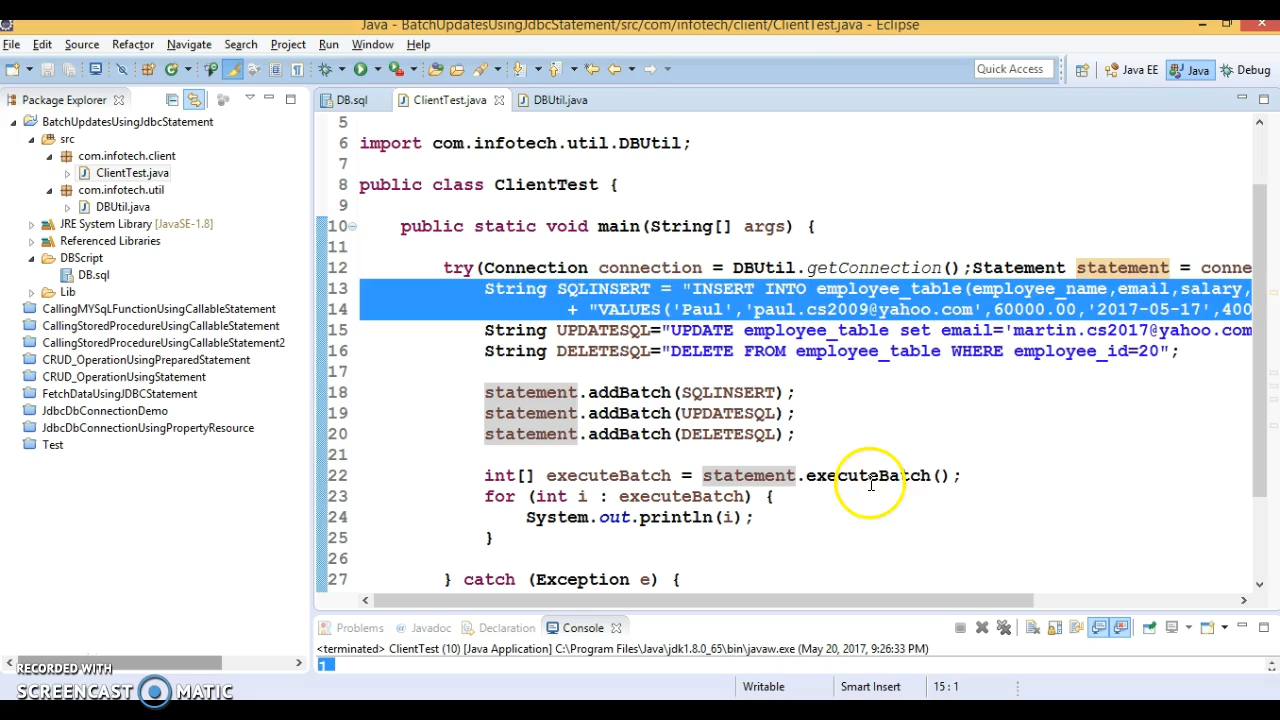 Java - BatchUpdatesUsingJdbcStatement/src/com/infotech/client/ClientTest.java - Eclipse
File Edit Source Refactor Navigate Search Project Run Window Help
Quick Access Java EE Java Debug
Package Explorer
BatchUpdatesUsingJdbcStatement
src
com.infotech.client
ClientTest.java
com.infotech.util
DBUtil.java
JRE System Library [JavaSE-1.8]
Referenced Libraries
DBScript
DB.sql
Lib
CallingMYSqlFunctionUsingCallableStatement
CallingStoredProcedureUsingCallableStatement
CallingStoredProcedureUsingCallableStatement2
CRUD_OperationUsingPreparedStatement
CRUD_OperationUsingStatement
FetchDataUsingJDBCStatement
JdbcDbConnectionDemo
JdbcDbConnectionUsingPropertyResource
Test
DB.sql ClientTest.java DBUtil.java
5
6 import com.infotech.util.DBUtil;
7
8 public class ClientTest {
9
10 public static void main(String[] args) {
11
12 try(Connection connection = DBUtil.getConnection();Statement statement = conne
13 String SQLINSERT = "INSERT INTO employee_table(employee_name,email,salary,
14 + "VALUES('Paul','paul.cs2009@yahoo.com',60000.00,'2017-05-17',400
15 String UPDATESQL="UPDATE employee_table set email='martin.cs2017@yahoo.com
16 String DELETESQL="DELETE FROM employee_table WHERE employee_id=20";
17
18 statement.addBatch(SQLINSERT);
19 statement.addBatch(UPDATESQL);
20 statement.addBatch(DELETESQL);
21
22 int[] executeBatch = statement.executeBatch();
23 for (int i : executeBatch) {
24 System.out.println(i);
25 }
26
27 } catch (Exception e) {
Problems Javadoc Declaration Console
<terminated> ClientTest (10) [Java Application] C:\Program Files\Java\jdk1.8.0_65\bin\javaw.exe (May 20, 2017, 9:26:33 PM)
1
Writable Smart Insert 15 : 1
RECORDED WITH
SCREENCAST MATIC